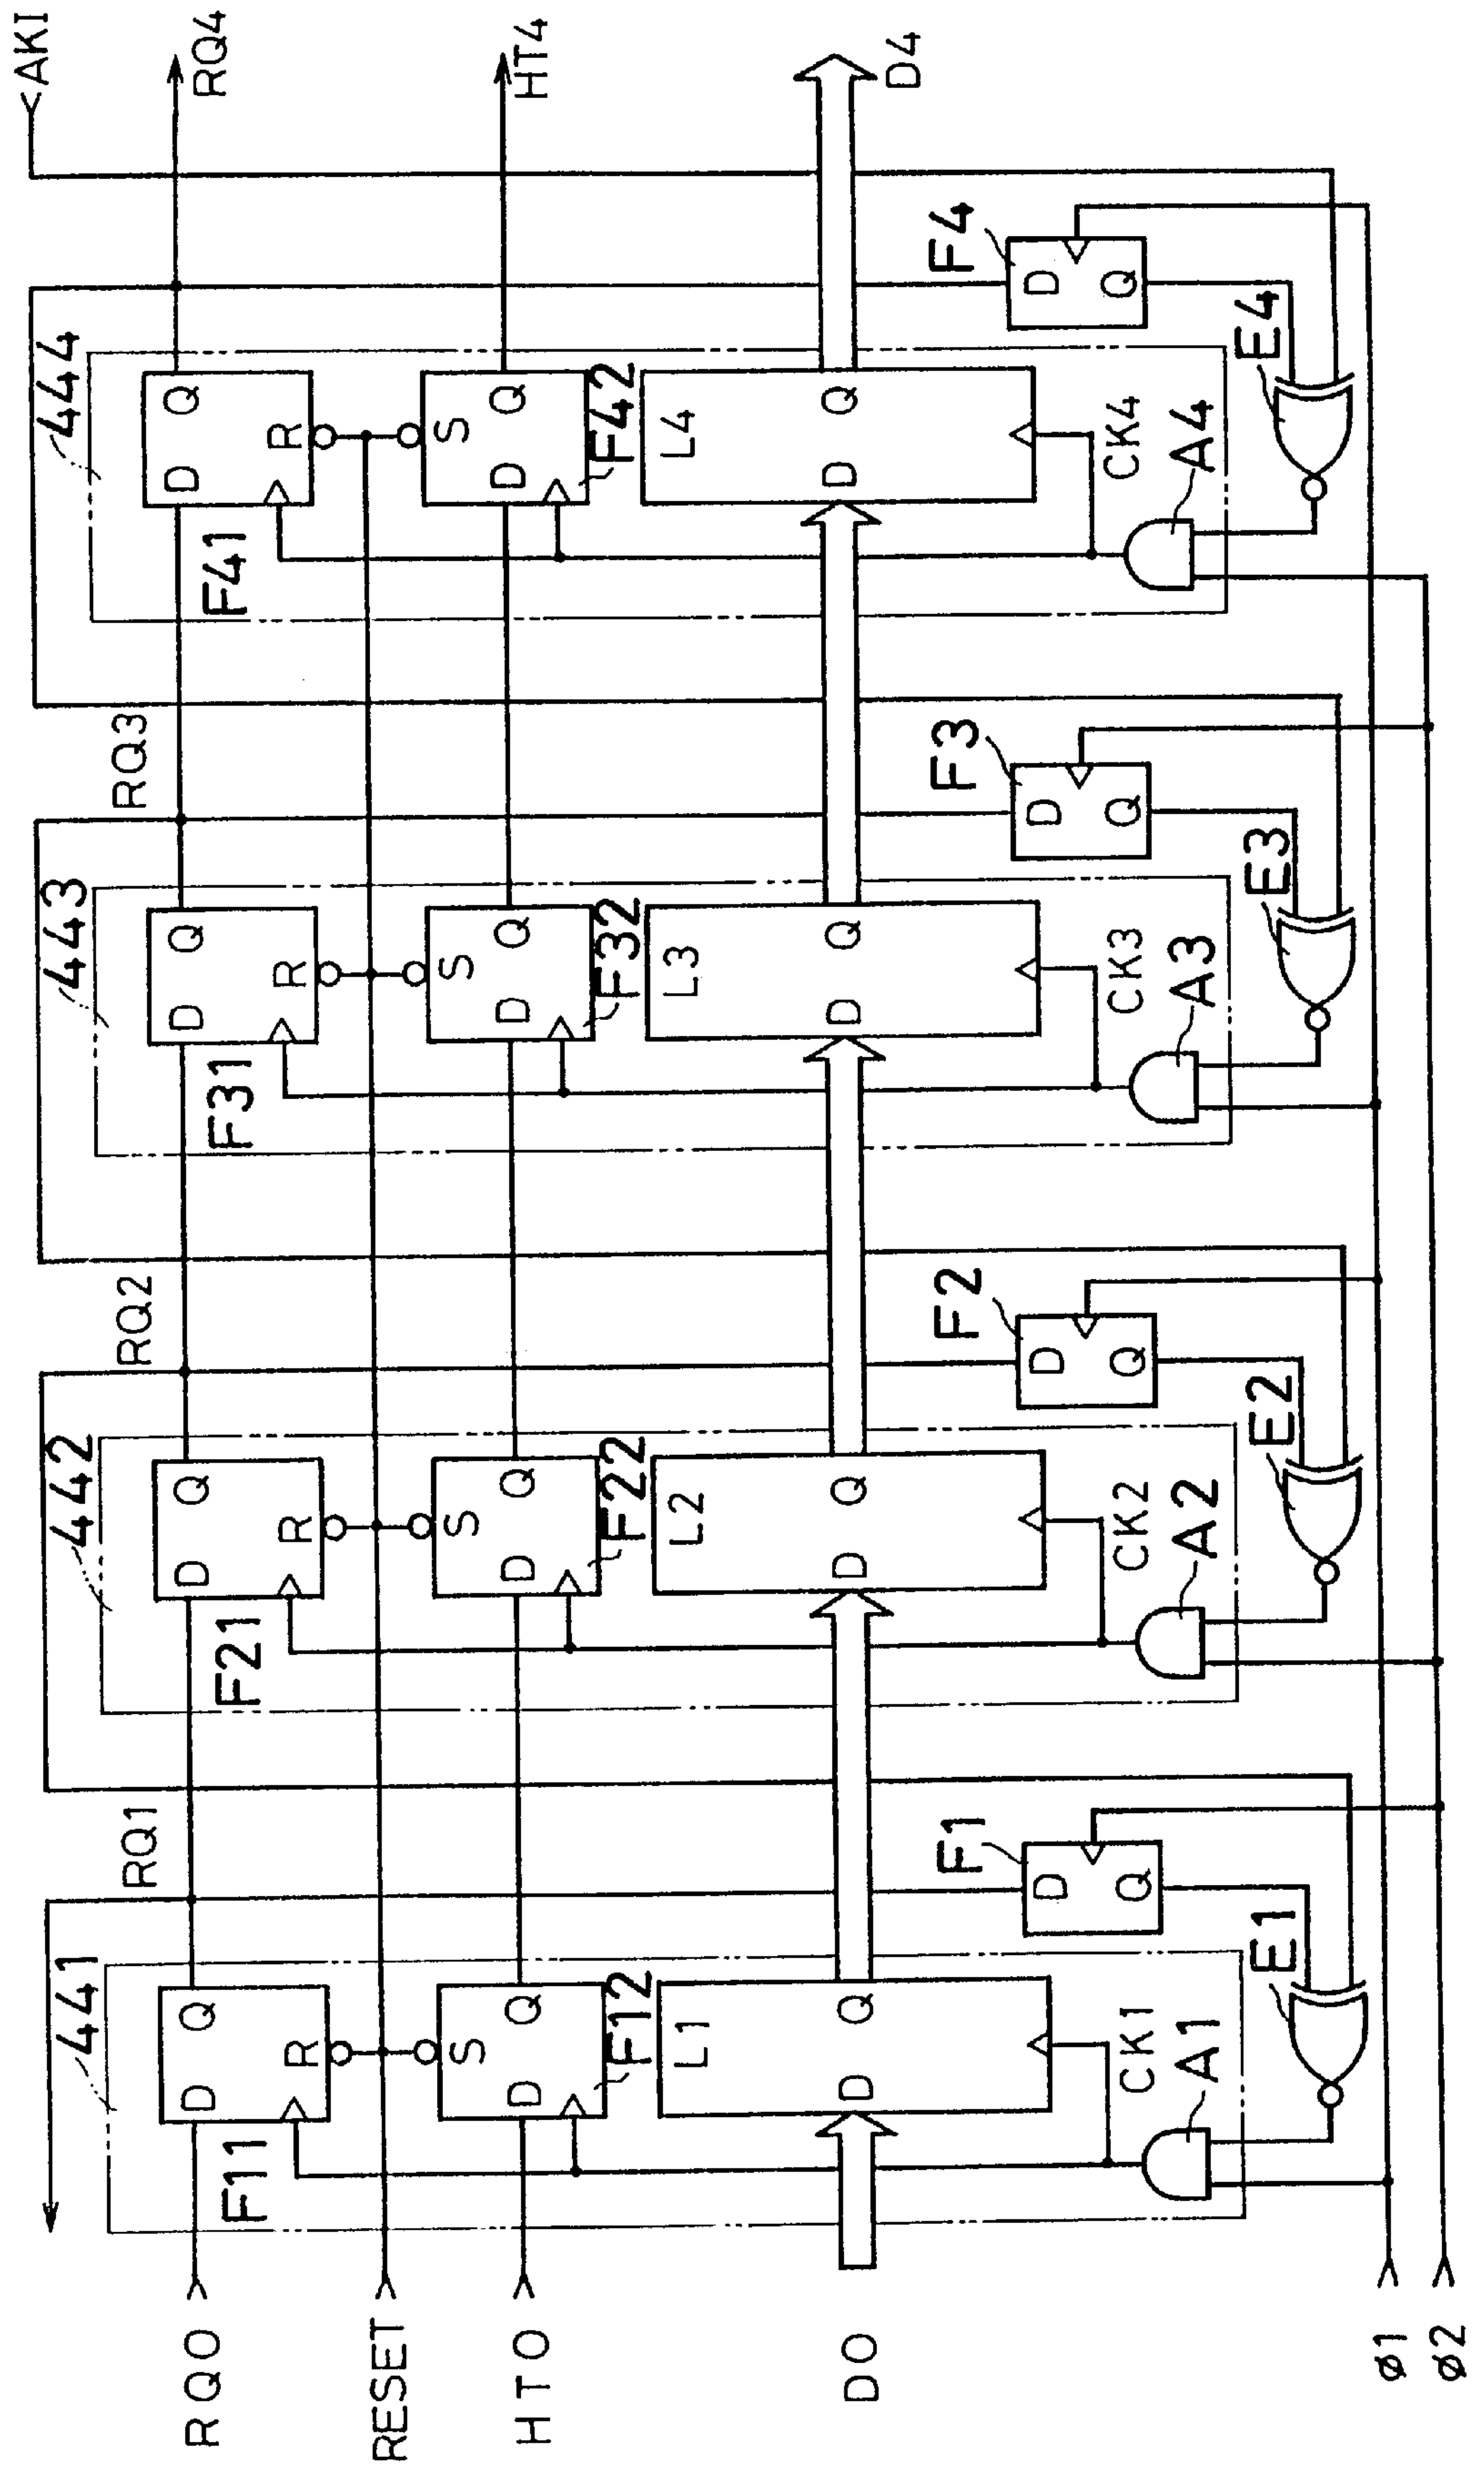 AKI
RQ4
HT4
D4
444
D
Q
R
F41
S
D
Q
F42
L4
D
Q
CK4
A4
F4
D
Q
E4
RQ3
443
D
Q
R
F31
S
D
Q
F32
L3
D
Q
CK3
A3
F3
D
Q
E3
RQ2
442
D
Q
R
F21
S
D
Q
F22
L2
D
Q
CK2
A2
F2
D
Q
E2
RQ1
441
D
Q
R
F11
S
D
Q
F12
L1
D
Q
CK1
A1
F1
D
Q
E1
RQ0
RESET
HT0
D0
ø1
ø2